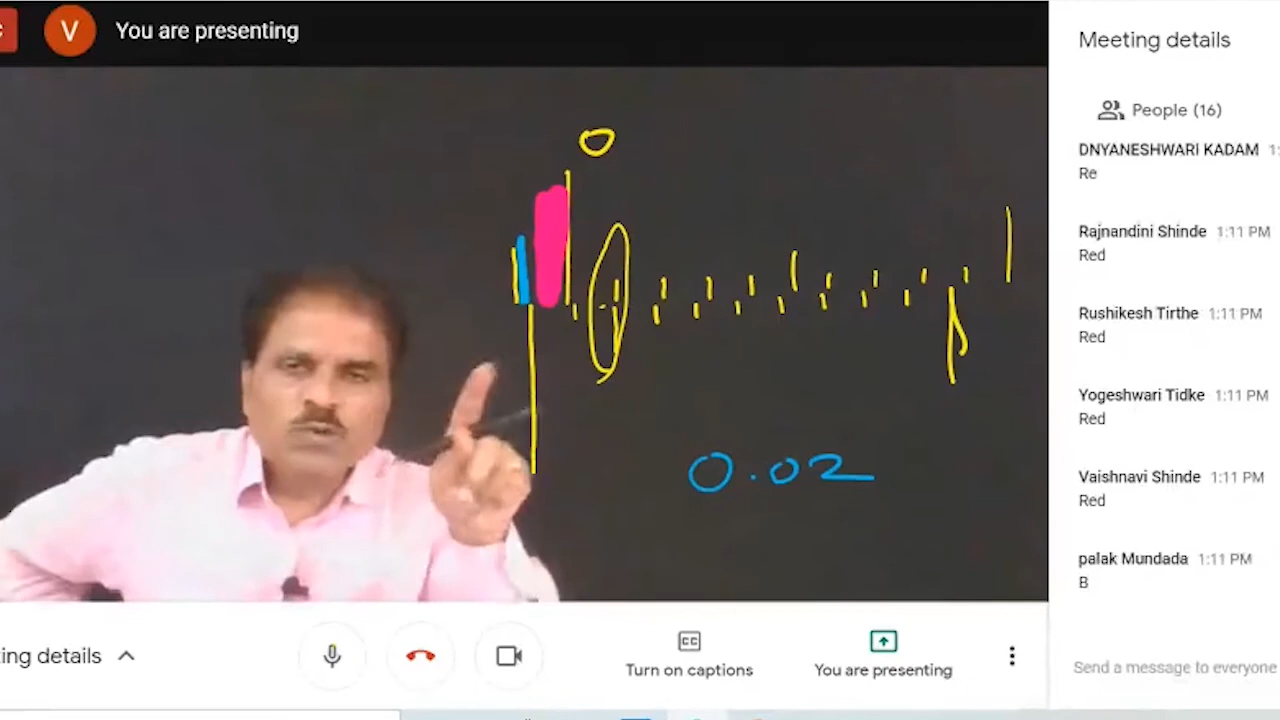 V You are presenting
Meeting details
People (16)
DNYANESHWARI KADAM
Re
Rajnandini Shinde 1:11 PM
Red
Rushikesh Tirthe 1:11 PM
Red
Yogeshwari Tidke 1:11 PM
Red
Vaishnavi Shinde 1:11 PM
Red
palak Mundada 1:11 PM
B
0
0.02
ing details
CC
Turn on captions
You are presenting
Send a message to everyone